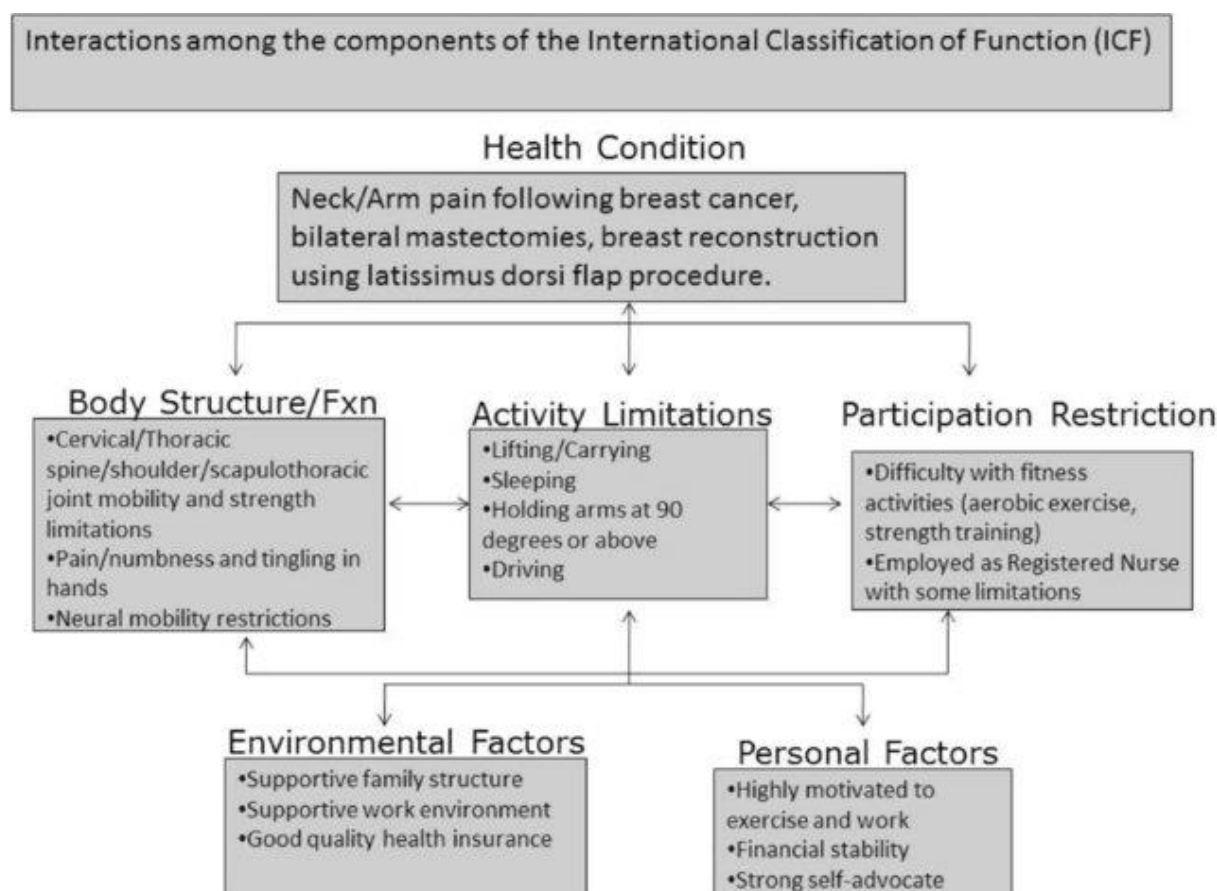 Interactions among the components of the International Classification of Function (ICF)
Health Condition
Neck/Arm pain following breast cancer,
bilateral mastectomies, breast reconstruction
using latissimus dorsi flap procedure.
Body Structure/Fxn
•Cervical/Thoracic
spine/shoulder/scapulothoracic
joint mobility and strength
limitations
•Pain/numbness and tingling in
hands
•Neural mobility restrictions
Activity Limitations
•Lifting/Carrying
•Sleeping
•Holding arms at 90
degrees or above
•Driving
Participation Restriction
•Difficulty with fitness
activities (aerobic exercise,
strength training)
•Employed as Registered Nurse
with some limitations
Environmental Factors
•Supportive family structure
•Supportive work environment
•Good quality health insurance
Personal Factors
•Highly motivated to
exercise and work
•Financial stability
•Strong self-advocate